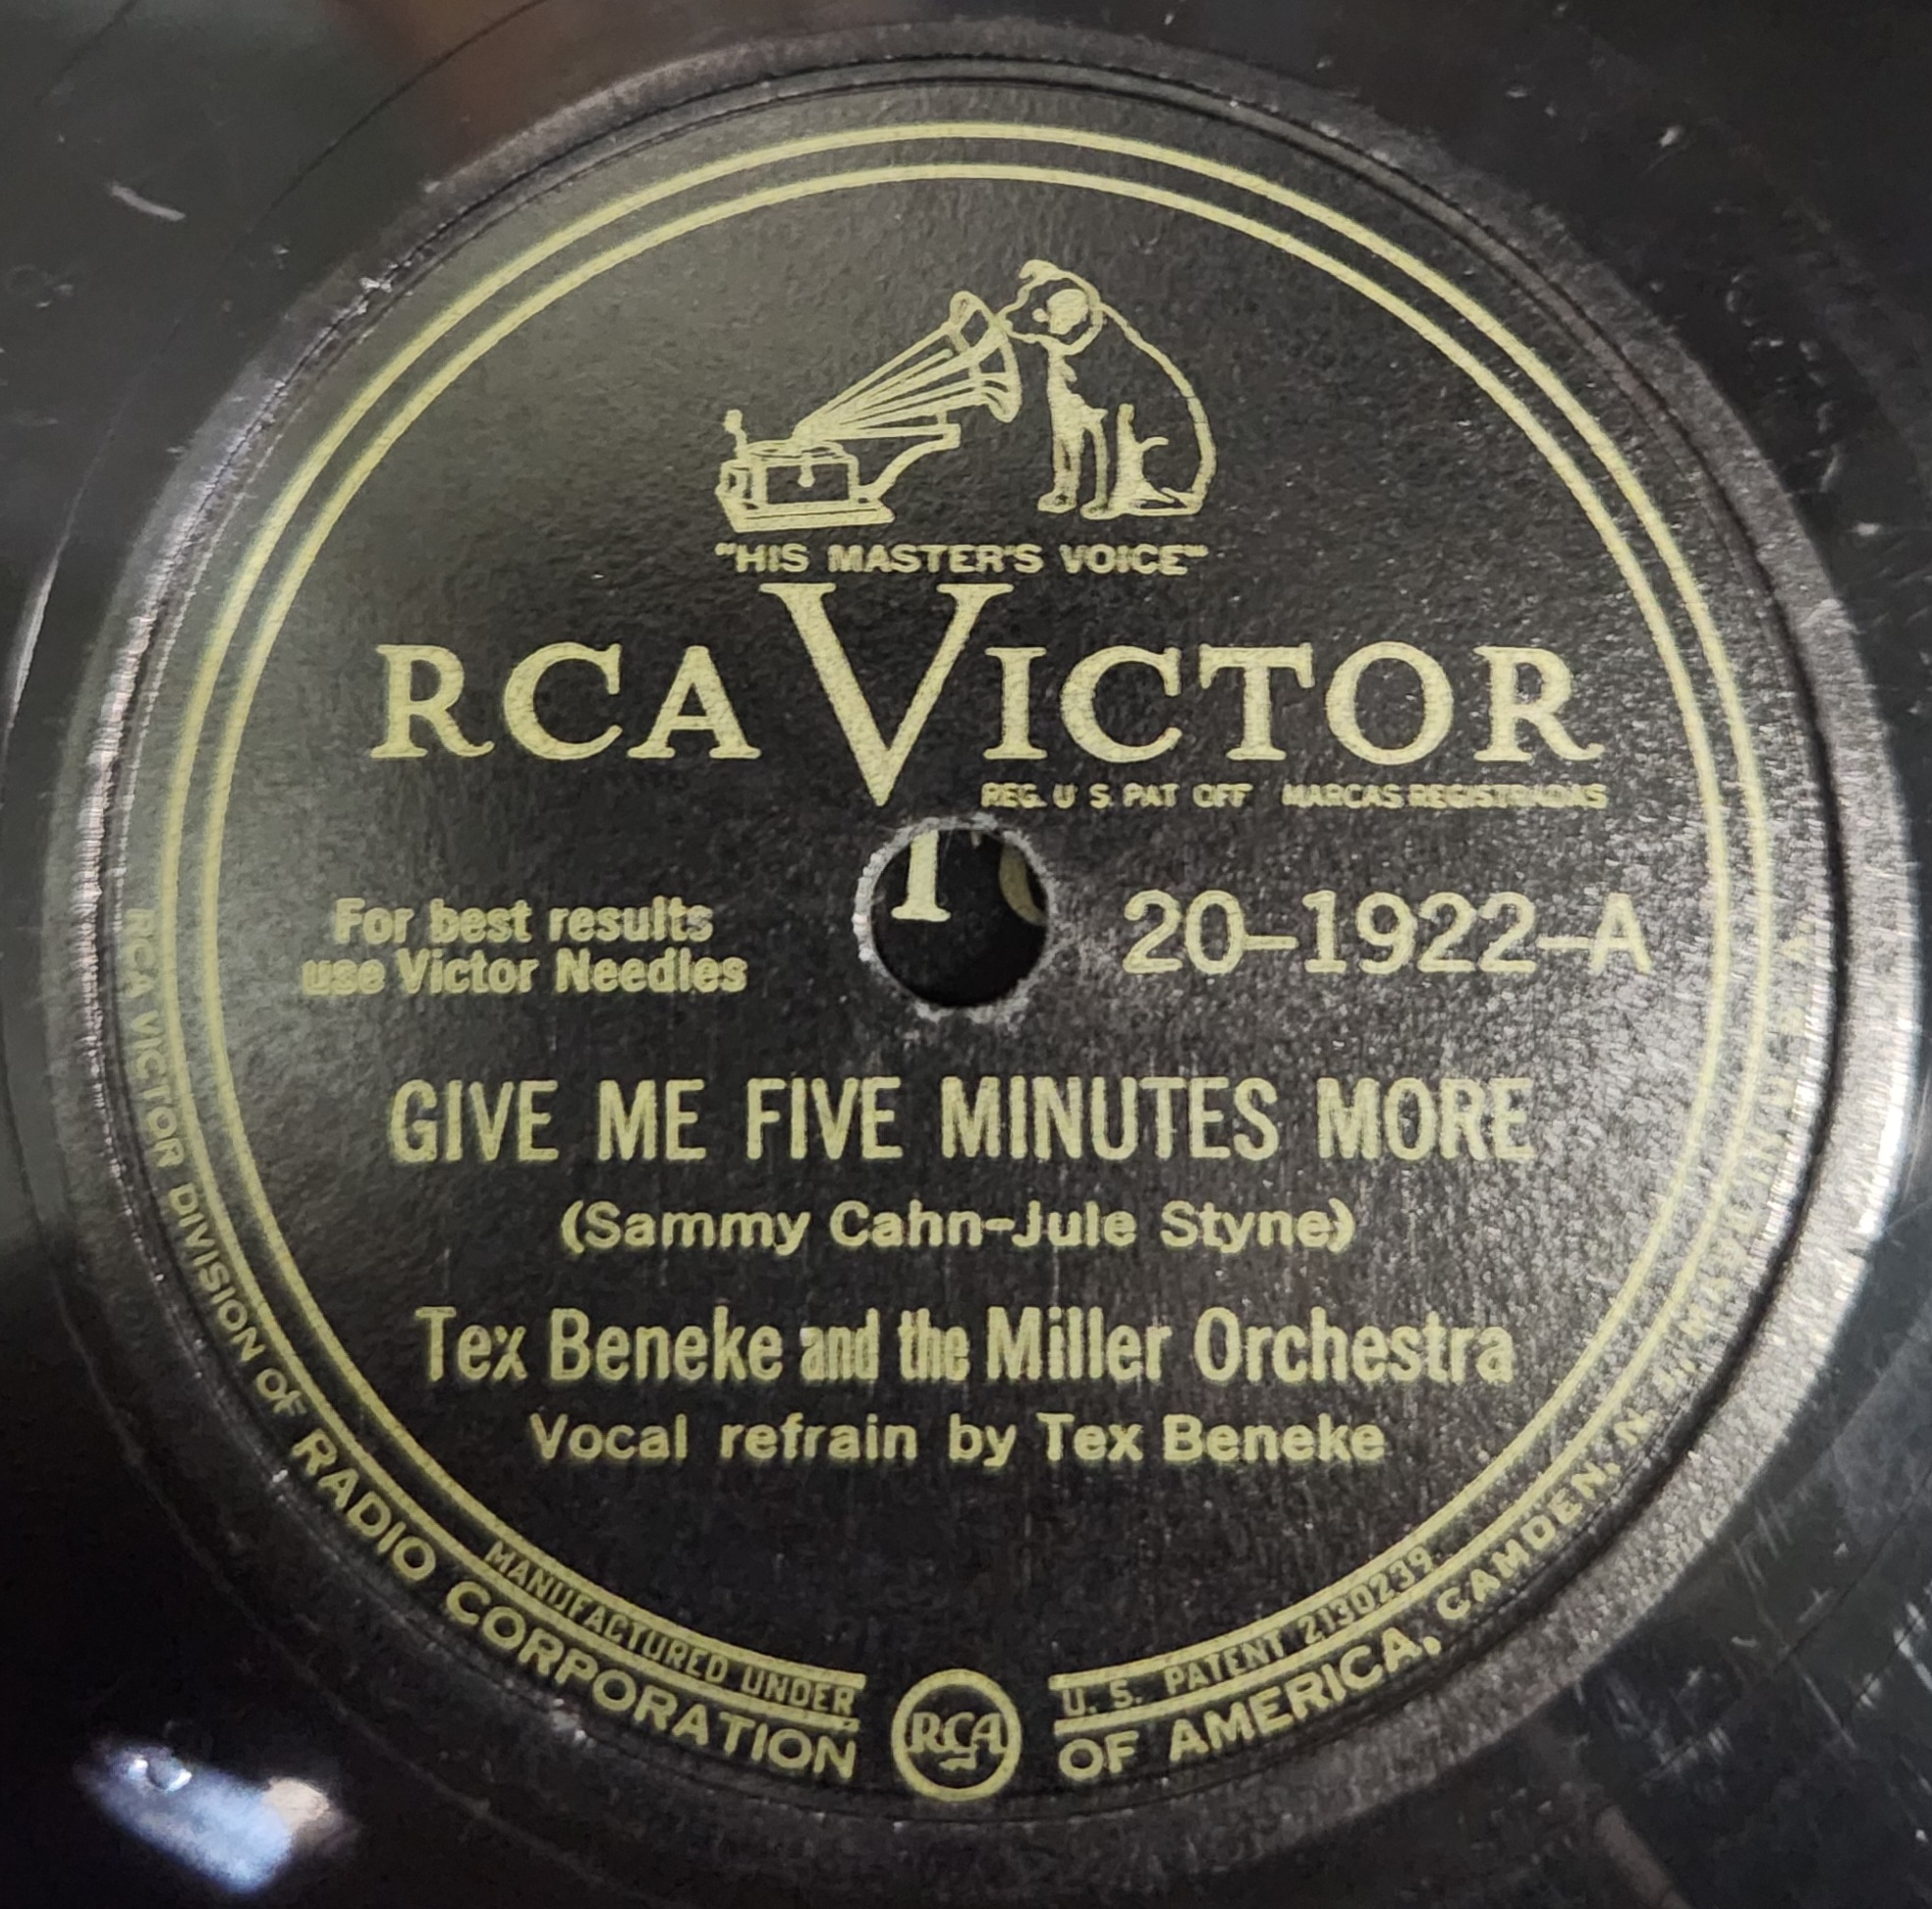 "HIS MASTER'S VOICE"
RCA VICTOR
REG. U S. PAT OFF MARCAS REGISTRADAS
For best results
use Victor Needles
20-1922-A
GIVE ME FIVE MINUTES MORE
(Sammy Cahn-Jule Styne)
Tex Beneke and the Miller Orchestra
Vocal refrain by Tex Beneke
MANUFACTURED UNDER U. S. PATENT 2130239
RCA VICTOR DIVISION of RADIO CORPORATION OF AMERICA, CAMDEN, N. J.,
RCA